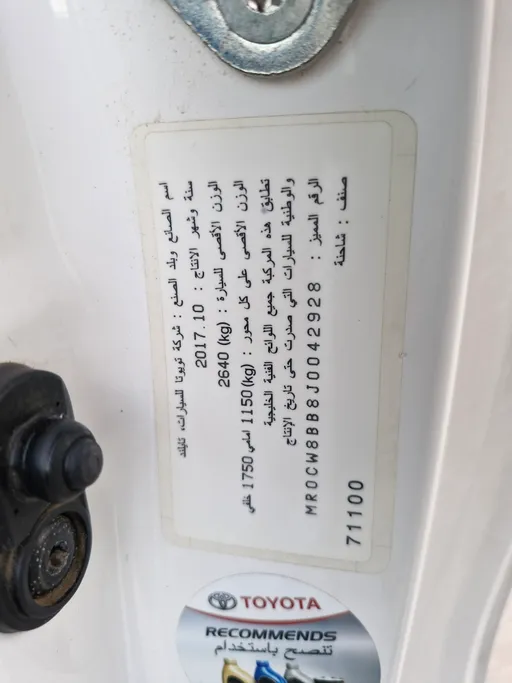 اسم الصانع وبلد الصنع : شركة تويوتا للسيارات، تايلند
سنة وشهر الانتاج : 2017.10
الوزن الأقصى للسيارة : 2640 (kg)
الوزن الأقصى على كل محور : 1150 (kg) امامي 1750 خلفي
تطابق هذه المركبة جميع اللوائح الفنية الخليجية
والوطنية للسيارات التي صدرت حتى تاريخ الإنتاج
الرقم المميز : MR0CW8BB8J0042928
صنف : شاحنة
71100
TOYOTA
RECOMMENDS
تنصح باستخدام